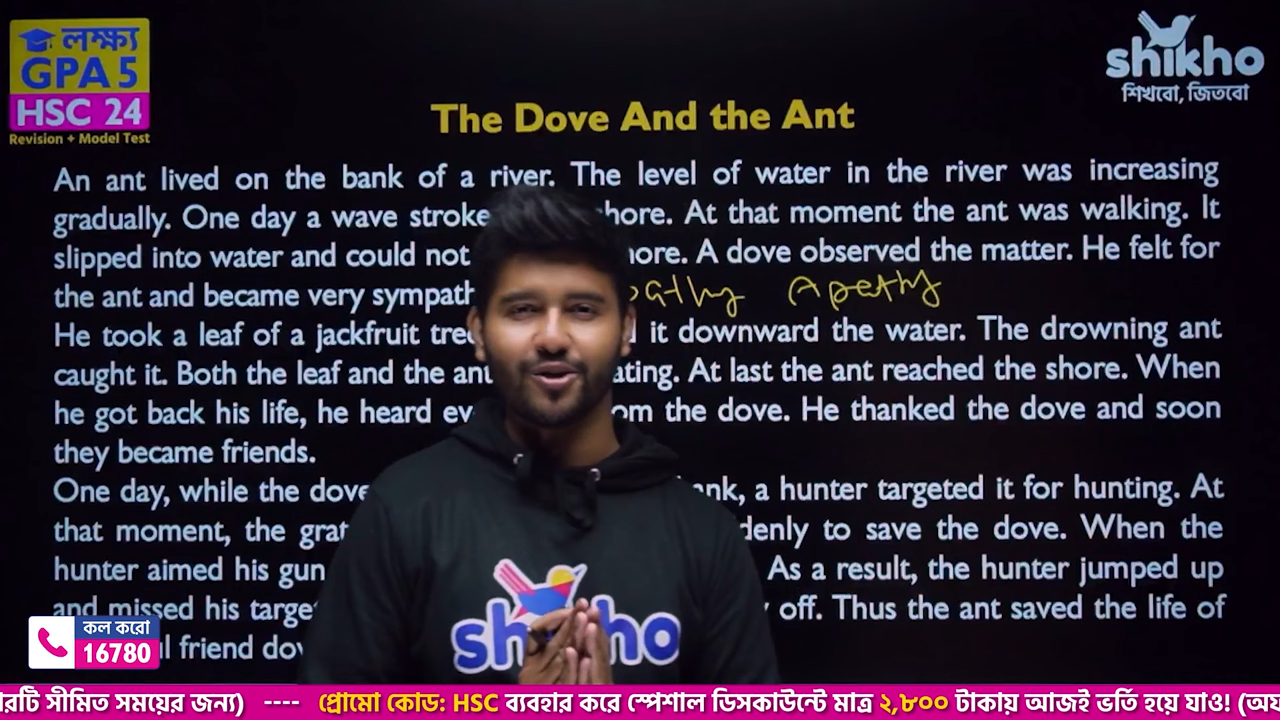 লক্ষ্য
GPA 5
HSC 24
Revision + Model Test
shikho
শিখবো, জিতবো
The Dove And the Ant
An ant lived on the bank of a river. The level of water in the river was increasing
gradually. One day a wave stroke shore. At that moment the ant was walking. It
slipped into water and could not A dove observed the matter. He felt for
the ant and became very Apathy
He took a leaf of a jackfruit it downward the water. The drowning ant
caught it. Both the leaf and the ant At last the ant reached the shore. When
he got back his life, he heard the dove. He thanked the dove and soon
they became friends.
One day, while the dove a hunter targeted it for hunting. At
that moment, the to save the dove. When the
hunter aimed his gun As a result, the hunter jumped up
and missed his off. Thus the ant saved the life of
friend
shikho
কল করো
16780
সীমিত সময়ের জন্য) ---- প্রোমো কোড: HSC ব্যবহার করে স্পেশাল ডিসকাউন্টে মাত্র ২,৮০০ টাকায় আজই ভর্তি হয়ে যাও!